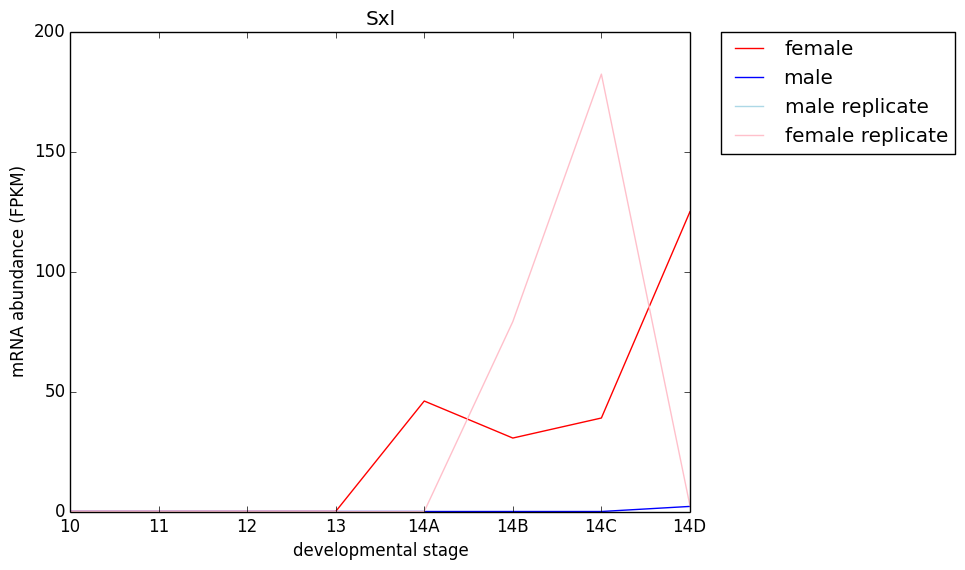 Sxl
200
150
100
50
0
mRNA abundance (FPKM)
10 11 12 13 14A 14B 14C 14D
developmental stage
female
male
male replicate
female replicate